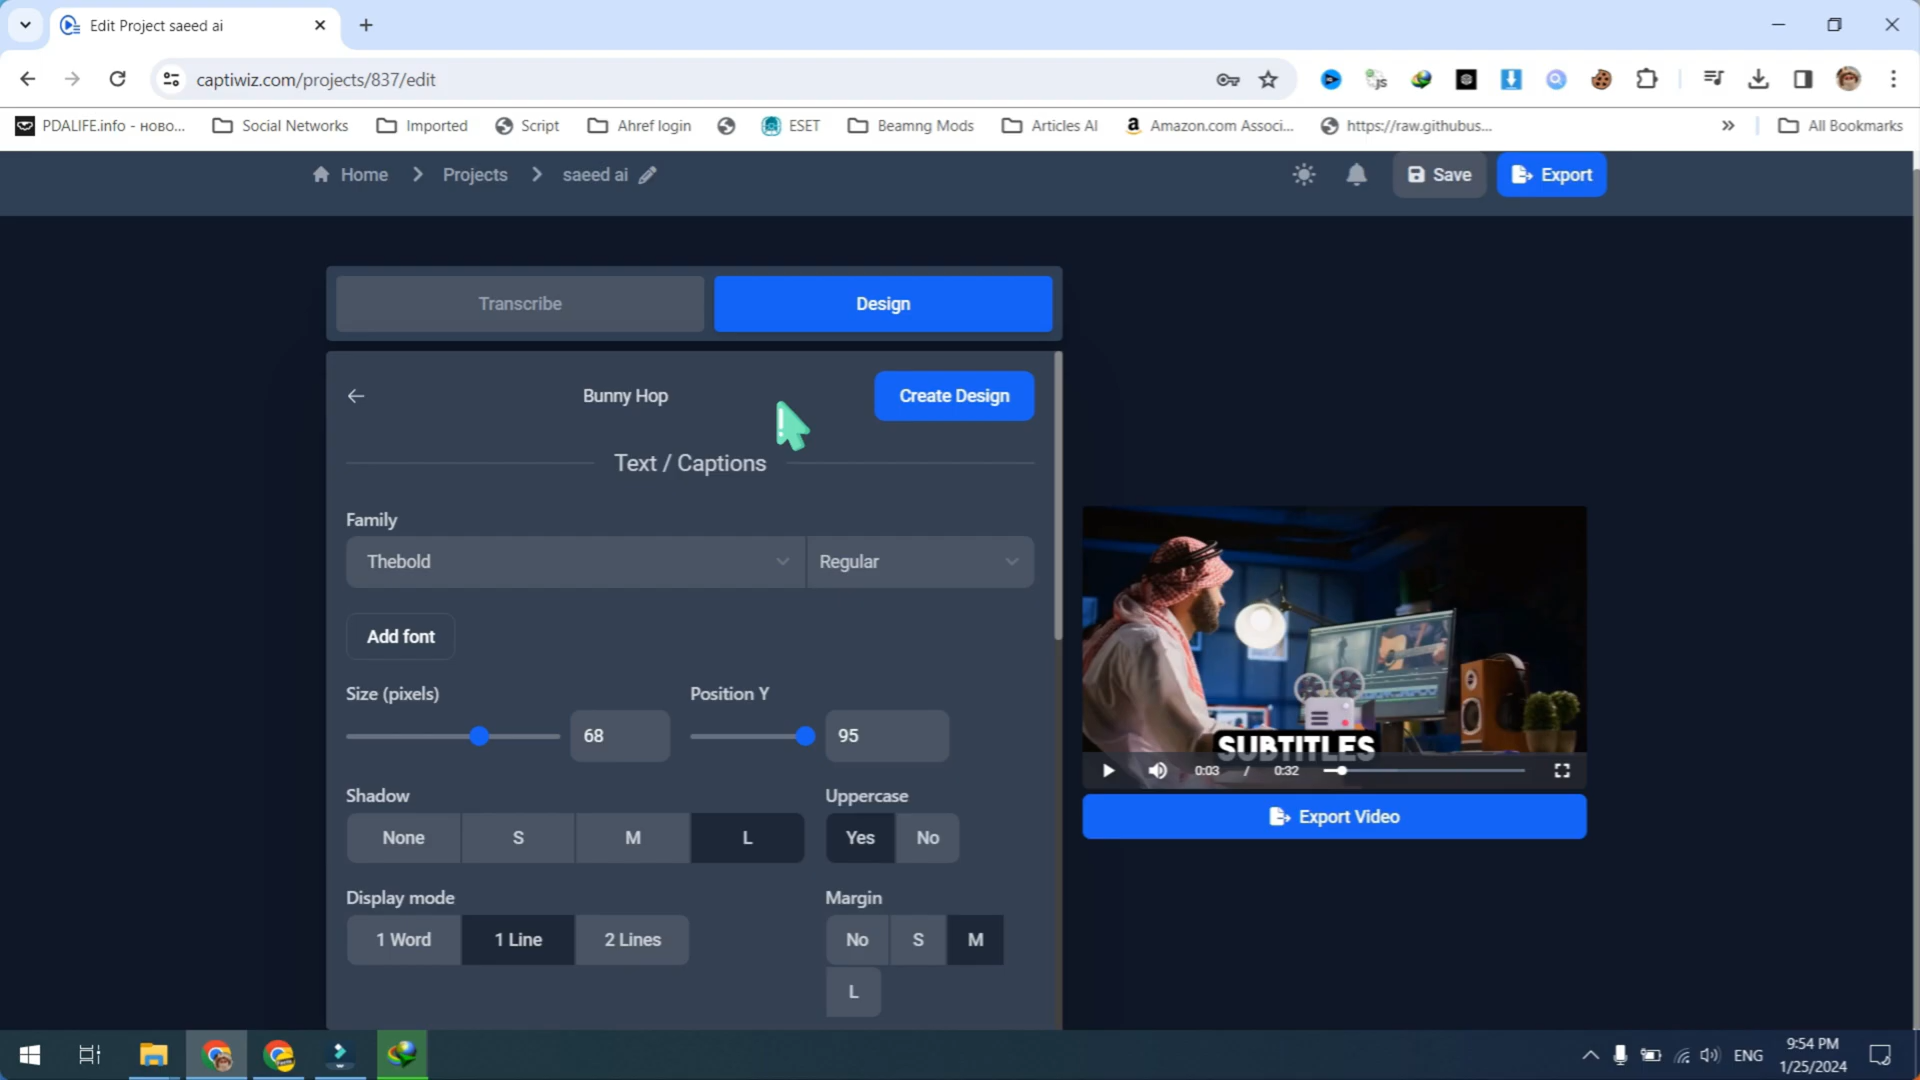 Edit Project saeed ai
captiwiz.com/projects/837/edit
PDALIFE.info - ново...
Social Networks
Imported
Script
Ahref login
ESET
Beamng Mods
Articles AI
Amazon.com Associ...
https://raw.githubus...
All Bookmarks
Home
Projects
saeed ai
Save
Export
Transcribe
Design
Bunny Hop
Create Design
Text / Captions
Family
Thebold
Regular
Add font
Size (pixels)
Position Y
68
95
Shadow
Uppercase
None
S
M
L
Yes
No
Display mode
Margin
1 Word
1 Line
2 Lines
No
S
M
L
SUBTITLES
0:03 / 0:32
Export Video
ENG
9:54 PM
1/25/2024